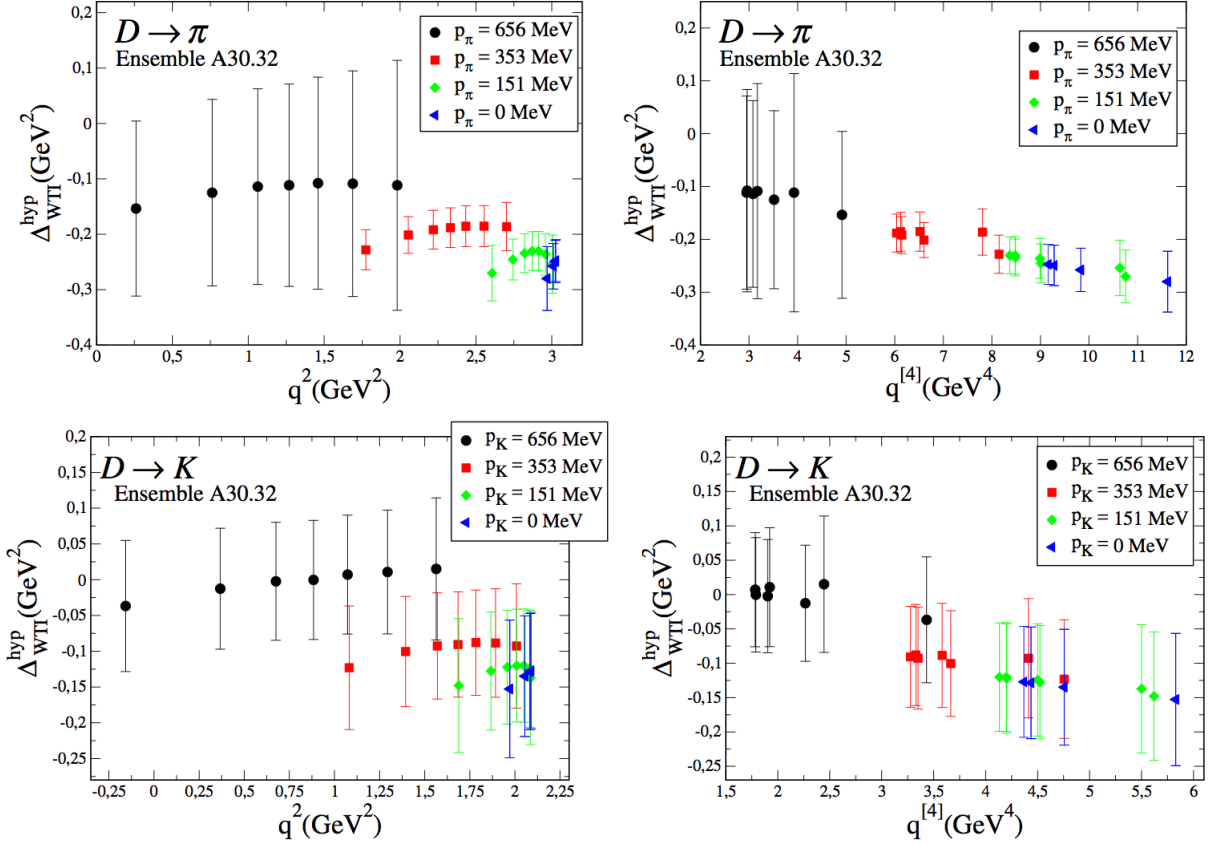 D → π
Ensemble A30.32
p_π = 656 MeV
p_π = 353 MeV
p_π = 151 MeV
p_π = 0 MeV
Δ^hyp_WTI(GeV^2)
0,2
0,1
0
-0,1
-0,2
-0,3
-0,4
0 0,5 1 1,5 2 2,5 3
q^2(GeV^2)
D → π
Ensemble A30.32
p_π = 656 MeV
p_π = 353 MeV
p_π = 151 MeV
p_π = 0 MeV
Δ^hyp_WTI(GeV^2)
0,2
0,1
0
-0,1
-0,2
-0,3
-0,4
2 3 4 5 6 7 8 9 10 11 12
q^[4](GeV^4)
D → K
Ensemble A30.32
p_K = 656 MeV
p_K = 353 MeV
p_K = 151 MeV
p_K = 0 MeV
Δ^hyp_WTI(GeV^2)
0,2
0,15
0,1
0,05
0
-0,05
-0,1
-0,15
-0,2
-0,25
-0,25 0 0,25 0,5 0,75 1 1,25 1,5 1,75 2 2,25
q^2(GeV^2)
D → K
Ensemble A30.32
p_K = 656 MeV
p_K = 353 MeV
p_K = 151 MeV
p_K = 0 MeV
Δ^hyp_WTI(GeV^2)
0,2
0,15
0,1
0,05
0
-0,05
-0,1
-0,15
-0,2
-0,25
1,5 2 2,5 3 3,5 4 4,5 5 5,5 6
q^[4](GeV^4)